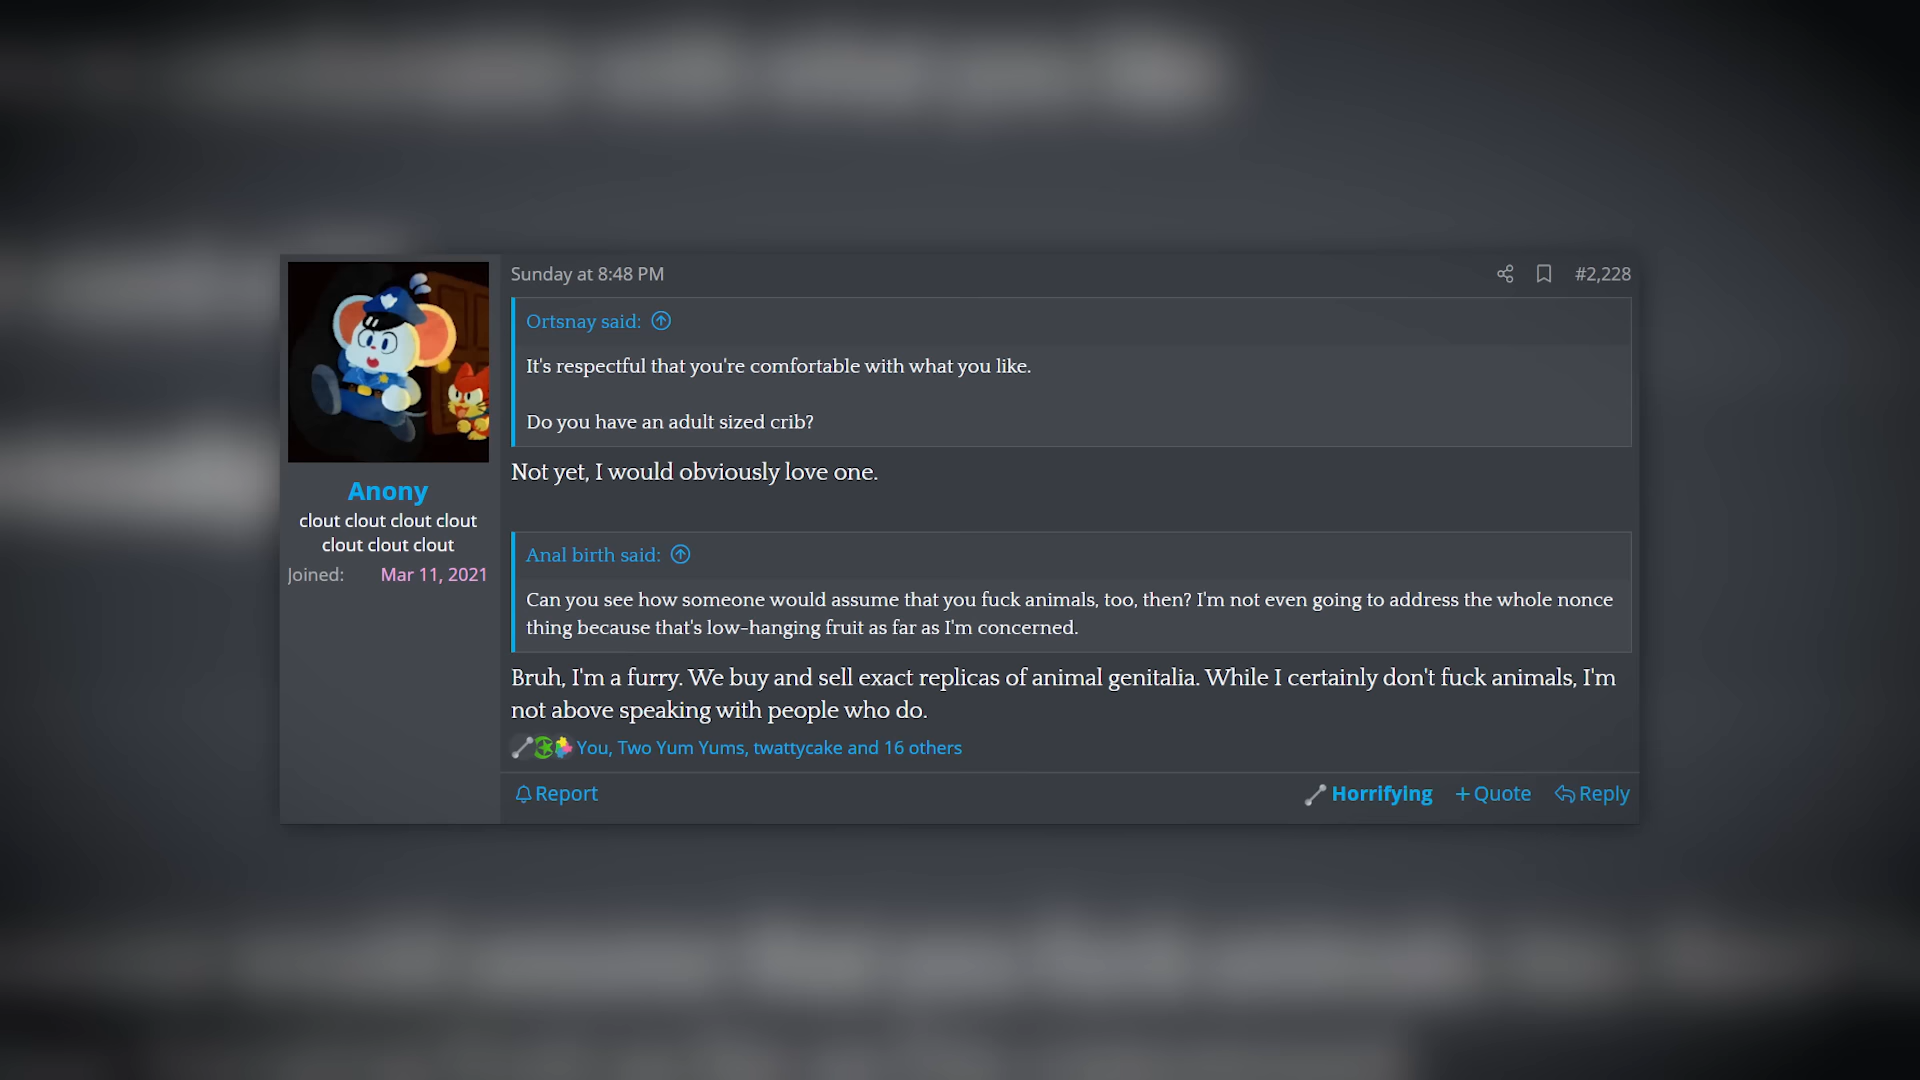 Sunday at 8:48 PM
#2,228
Ortsnay said:
It's respectful that you're comfortable with what you like.
Do you have an adult sized crib?
Not yet, I would obviously love one.
Anony
clout clout clout clout
clout clout clout
Joined: Mar 11, 2021
Anal birth said:
Can you see how someone would assume that you fuck animals, too, then? I'm not even going to address the whole nonce
thing because that's low-hanging fruit as far as I'm concerned.
Bruh, I'm a furry. We buy and sell exact replicas of animal genitalia. While I certainly don't fuck animals, I'm
not above speaking with people who do.
You, Two Yum Yums, twattycake and 16 others
Report
Horrifying
+Quote
Reply